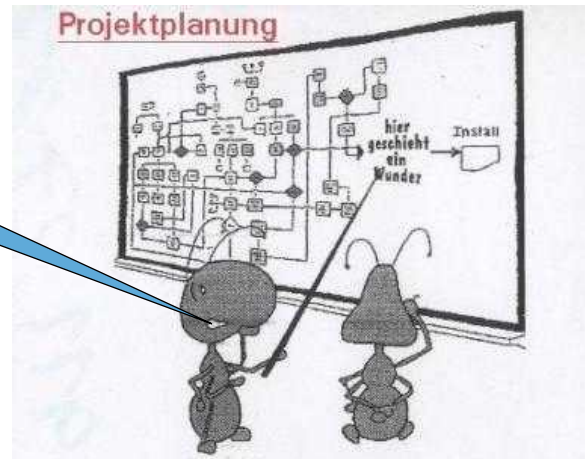 Projektplanung
hier
geschieht
ein
Wunder
Install